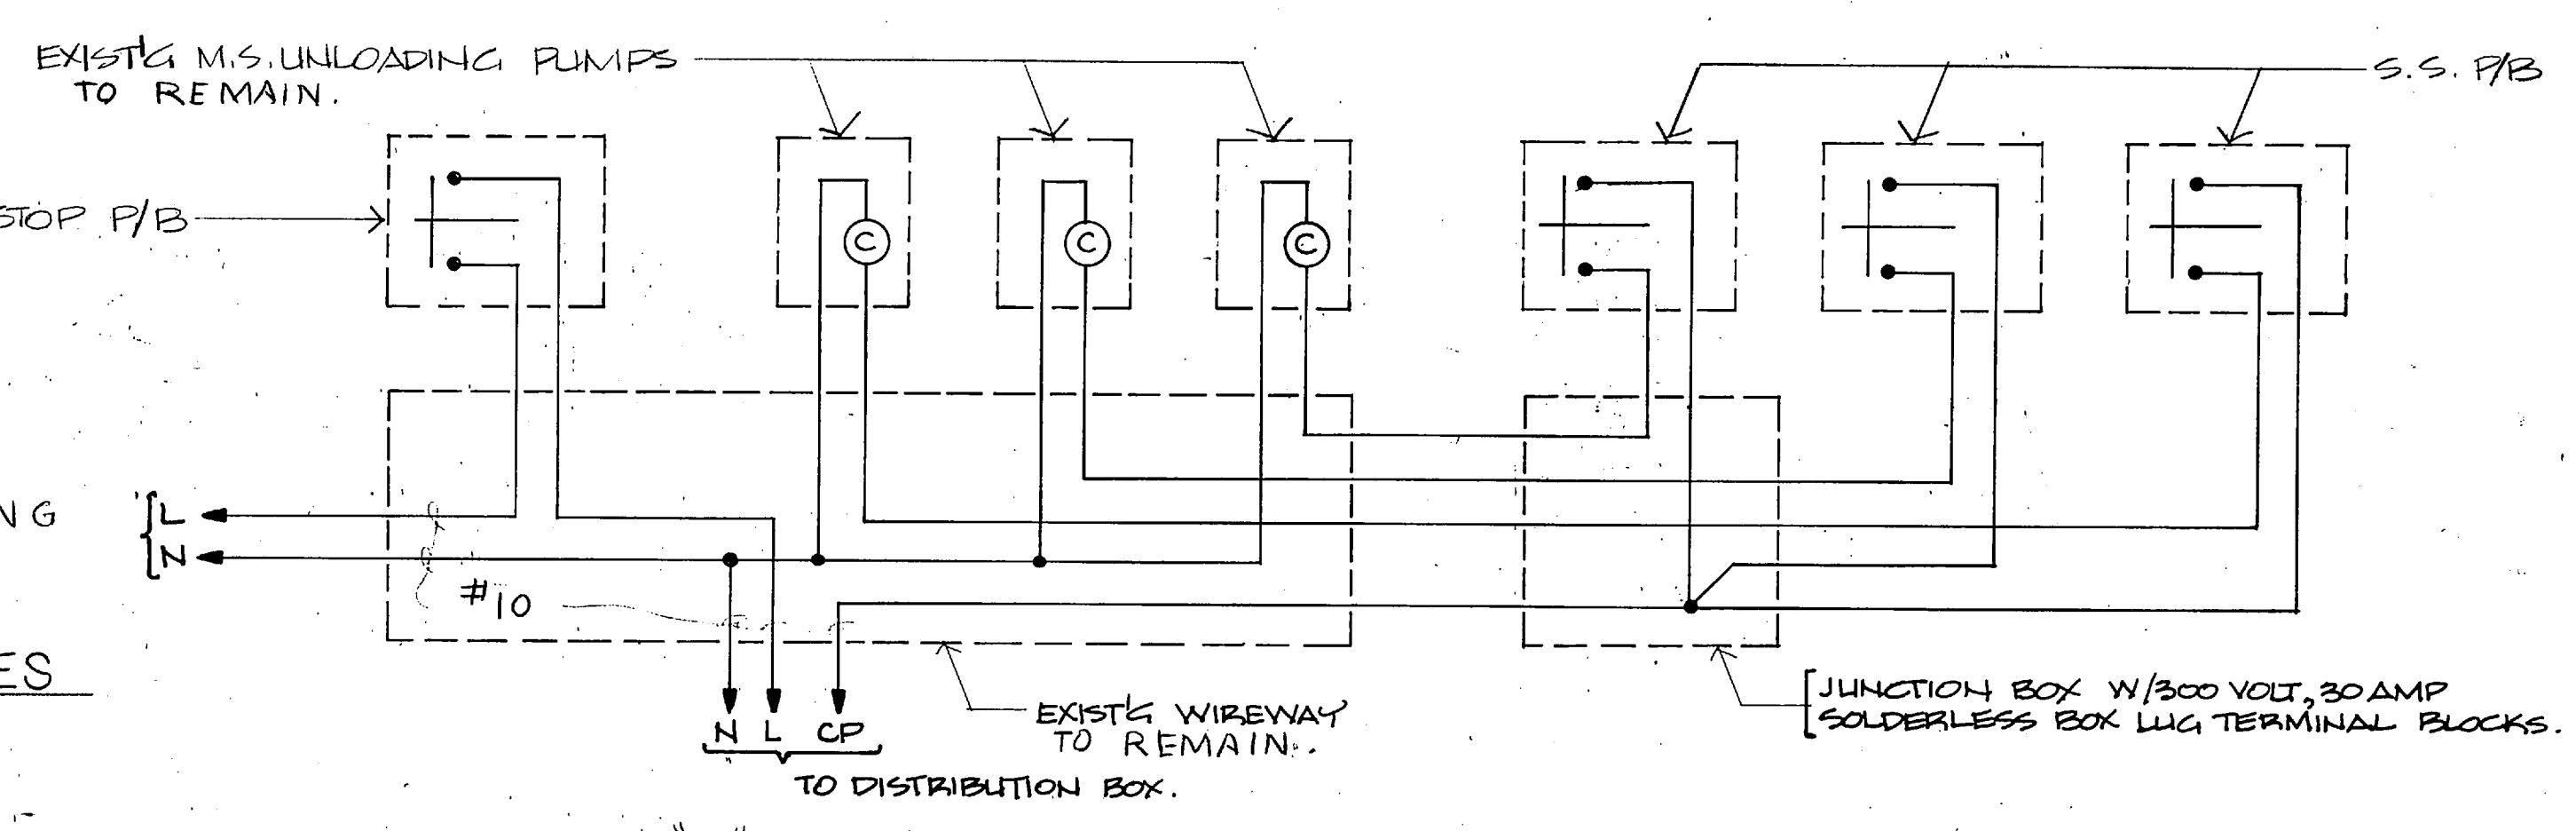 EXIST'G M.S. UNLOADING PUMPS
TO REMAIN.
S.S. P/B
STOP P/B
C
C
C
NG
L
N
#10
ES
N L CP
TO DISTRIBUTION BOX.
EXIST'G WIREWAY
TO REMAIN.
JUNCTION BOX W/300 VOLT, 30 AMP
SOLDERLESS BOX LUG TERMINAL BLOCKS.